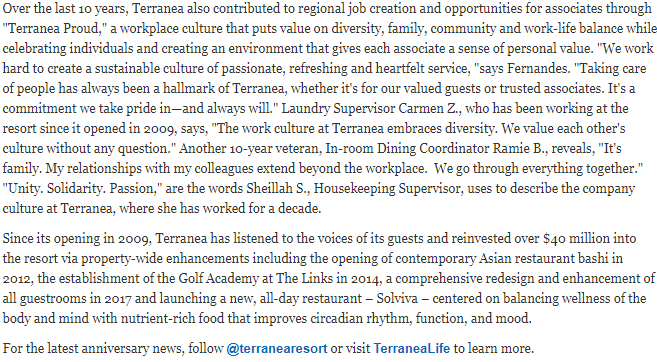 Over the last 10 years, Terranea also contributed to regional job creation and opportunities for associates through
"Terranea Proud," a workplace culture that puts value on diversity, family, community and work-life balance while
celebrating individuals and creating an environment that gives each associate a sense of personal value. "We work
hard to create a sustainable culture of passionate, refreshing and heartfelt service, "says Fernandes. "Taking care
of people has always been a hallmark of Terranea, whether it's for our valued guests or trusted associates. It's a
commitment we take pride in—and always will." Laundry Supervisor Carmen Z., who has been working at the
resort since it opened in 2009, says, "The work culture at Terranea embraces diversity. We value each other's
culture without any question." Another 10-year veteran, In-room Dining Coordinator Ramie B., reveals, "It's
family. My relationships with my colleagues extend beyond the workplace.  We go through everything together."
"Unity. Solidarity. Passion," are the words Sheillah S., Housekeeping Supervisor, uses to describe the company
culture at Terranea, where she has worked for a decade.
Since its opening in 2009, Terranea has listened to the voices of its guests and reinvested over $40 million into
the resort via property-wide enhancements including the opening of contemporary Asian restaurant bashi in
2012, the establishment of the Golf Academy at The Links in 2014, a comprehensive redesign and enhancement of
all guestrooms in 2017 and launching a new, all-day restaurant – Solviva – centered on balancing wellness of the
body and mind with nutrient-rich food that improves circadian rhythm, function, and mood.
For the latest anniversary news, follow @terranearesort or visit TerraneaLife to learn more.